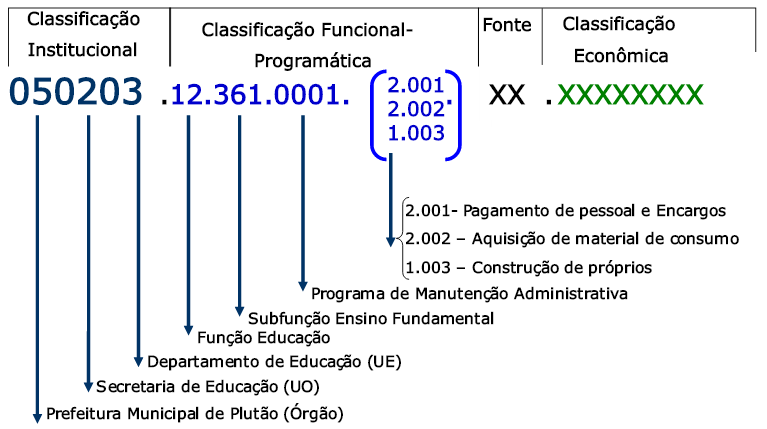 Classificação
Institucional
Classificação Funcional-
Programática
Fonte
Classificação
Econômica
050203 .12.361.0001. 2.001 2.002 1.003 . XX .XXXXXXXX
2.001- Pagamento de pessoal e Encargos
2.002 – Aquisição de material de consumo
1.003 – Construção de próprios
Programa de Manutenção Administrativa
Subfunção Ensino Fundamental
Função Educação
Departamento de Educação (UE)
Secretaria de Educação (UO)
Prefeitura Municipal de Plutão (Órgão)